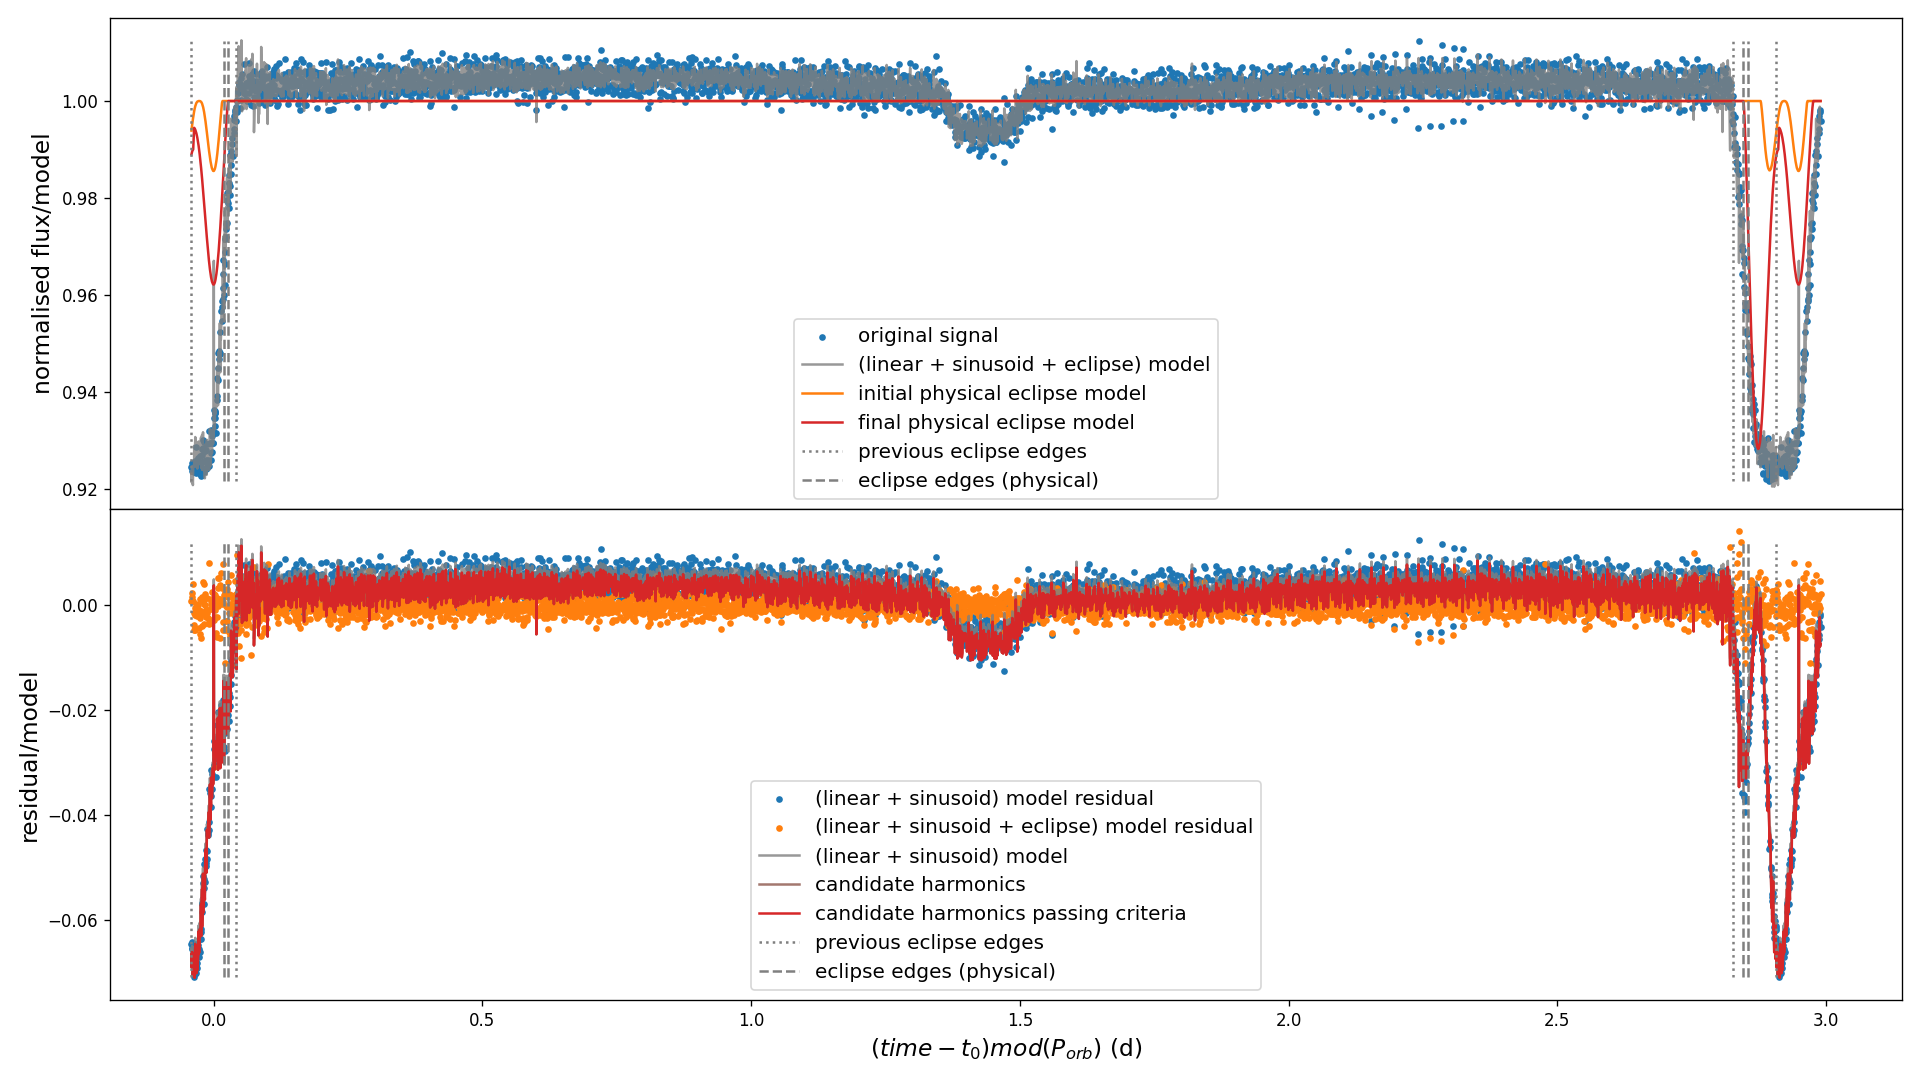 normalised flux/model
1.00
0.98
0.96
0.94
0.92
original signal
(linear + sinusoid + eclipse) model
initial physical eclipse model
final physical eclipse model
previous eclipse edges
eclipse edges (physical)
residual/model
0.00
−0.02
−0.04
−0.06
(linear + sinusoid) model residual
(linear + sinusoid + eclipse) model residual
(linear + sinusoid) model
candidate harmonics
candidate harmonics passing criteria
previous eclipse edges
eclipse edges (physical)
0.0 0.5 1.0 1.5 2.0 2.5 3.0
(time − t₀)mod(P_orb) (d)